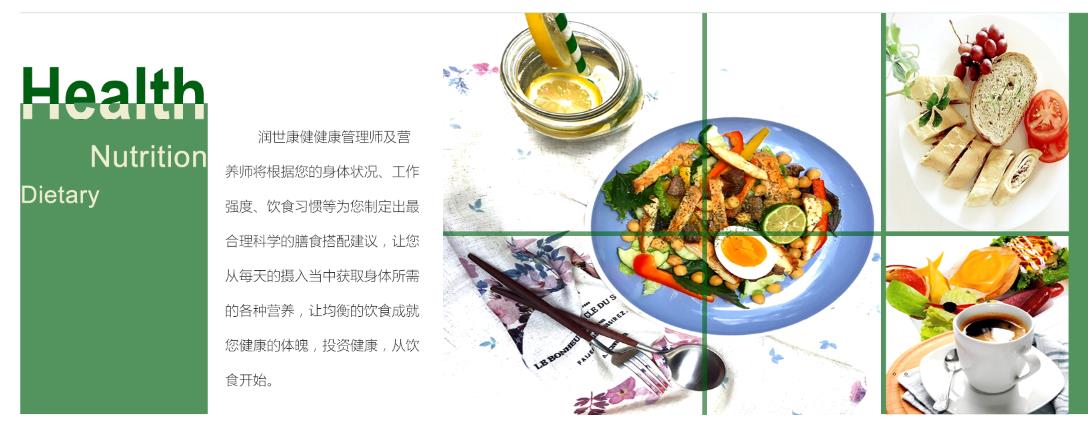 Health
Nutrition
Dietary
润世康健健康管理师及营
养师将根据您的身体状况、工作
强度、饮食习惯等为您制定出最
合理科学的膳食搭配建议，让您
从每天的摄入当中获取身体所需
的各种营养，让均衡的饮食成就
您健康的体魄，投资健康，从饮
食开始。
CLE DU S
LE BONHEU